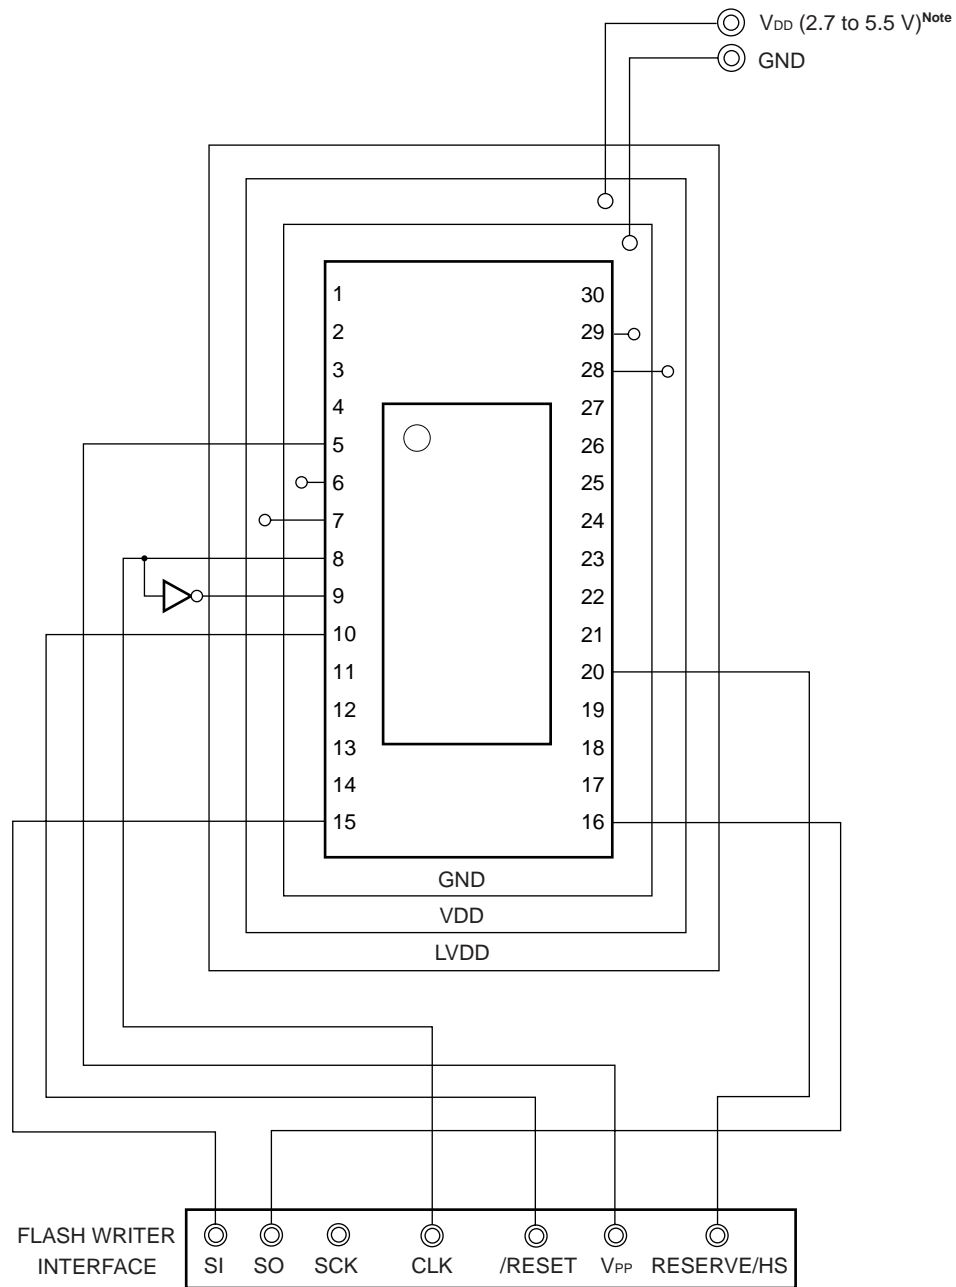 VDD (2.7 to 5.5 V)Note
GND
1 30
2 29
3 28
4 27
5 26
6 25
7 24
8 23
9 22
10 21
11 20
12 19
13 18
14 17
15 16
GND
VDD
LVDD
FLASH WRITER
INTERFACE
SI SO SCK CLK /RESET VPP RESERVE/HS